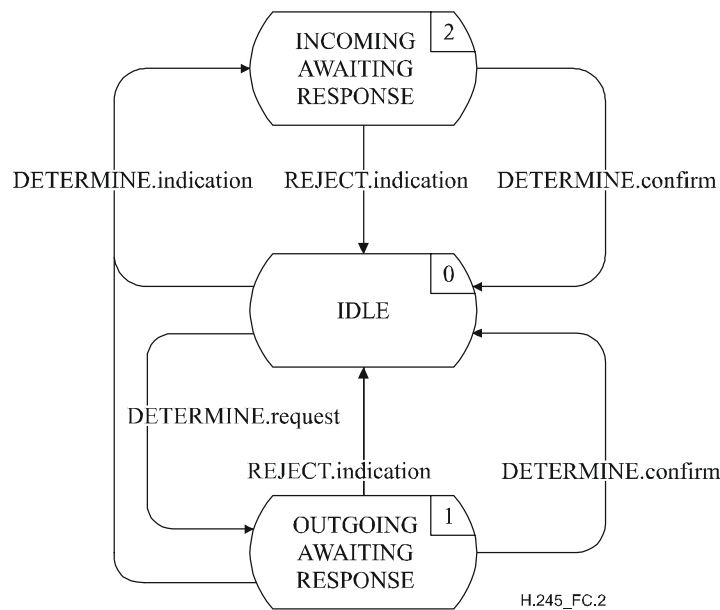 INCOMING
AWAITING
RESPONSE
2
DETERMINE.indication
REJECT.indication
DETERMINE.confirm
0
IDLE
DETERMINE.request
REJECT.indication
DETERMINE.confirm
OUTGOING
AWAITING
RESPONSE
1
H.245_FC.2